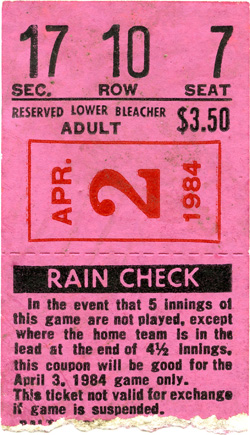 17 10 7
SEC. ROW SEAT
RESERVED LOWER BLEACHER
ADULT $3.50
APR. 2 1984
RAIN CHECK
In the event that 5 innings of
this game are not played, except
where the home team is in the
lead at the end of 4½ innings,
this coupon will be good for the
April 3, 1984 game only.
This ticket not valid for exchange
if game is suspended.